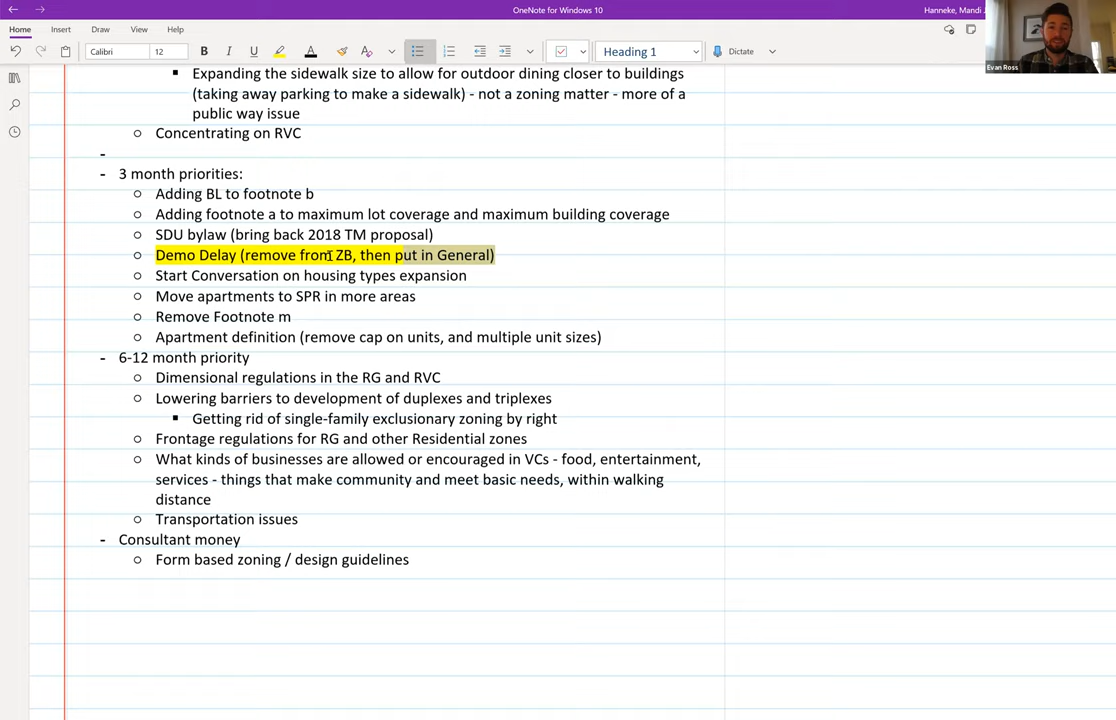 OneNote for Windows 10
Hanneke, Mandi J
Home Insert Draw View Help
Calibri 12 B I U A Heading 1 Dictate
Evan Ross
▪ Expanding the sidewalk size to allow for outdoor dining closer to buildings
(taking away parking to make a sidewalk) - not a zoning matter - more of a
public way issue
○ Concentrating on RVC
-
- 3 month priorities:
○ Adding BL to footnote b
○ Adding footnote a to maximum lot coverage and maximum building coverage
○ SDU bylaw (bring back 2018 TM proposal)
○ Demo Delay (remove from ZB, then put in General)
○ Start Conversation on housing types expansion
○ Move apartments to SPR in more areas
○ Remove Footnote m
○ Apartment definition (remove cap on units, and multiple unit sizes)
- 6-12 month priority
○ Dimensional regulations in the RG and RVC
○ Lowering barriers to development of duplexes and triplexes
▪ Getting rid of single-family exclusionary zoning by right
○ Frontage regulations for RG and other Residential zones
○ What kinds of businesses are allowed or encouraged in VCs - food, entertainment,
services - things that make community and meet basic needs, within walking
distance
○ Transportation issues
- Consultant money
○ Form based zoning / design guidelines